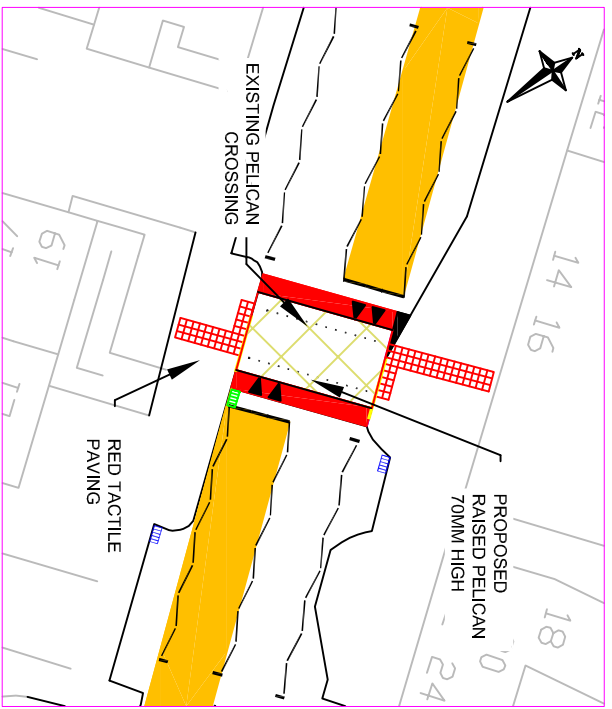 N
14
16
EXISTING PELICAN
CROSSING
19
RED TACTILE
PAVING
PROPOSED
RAISED PELICAN
70MM HIGH
18
24